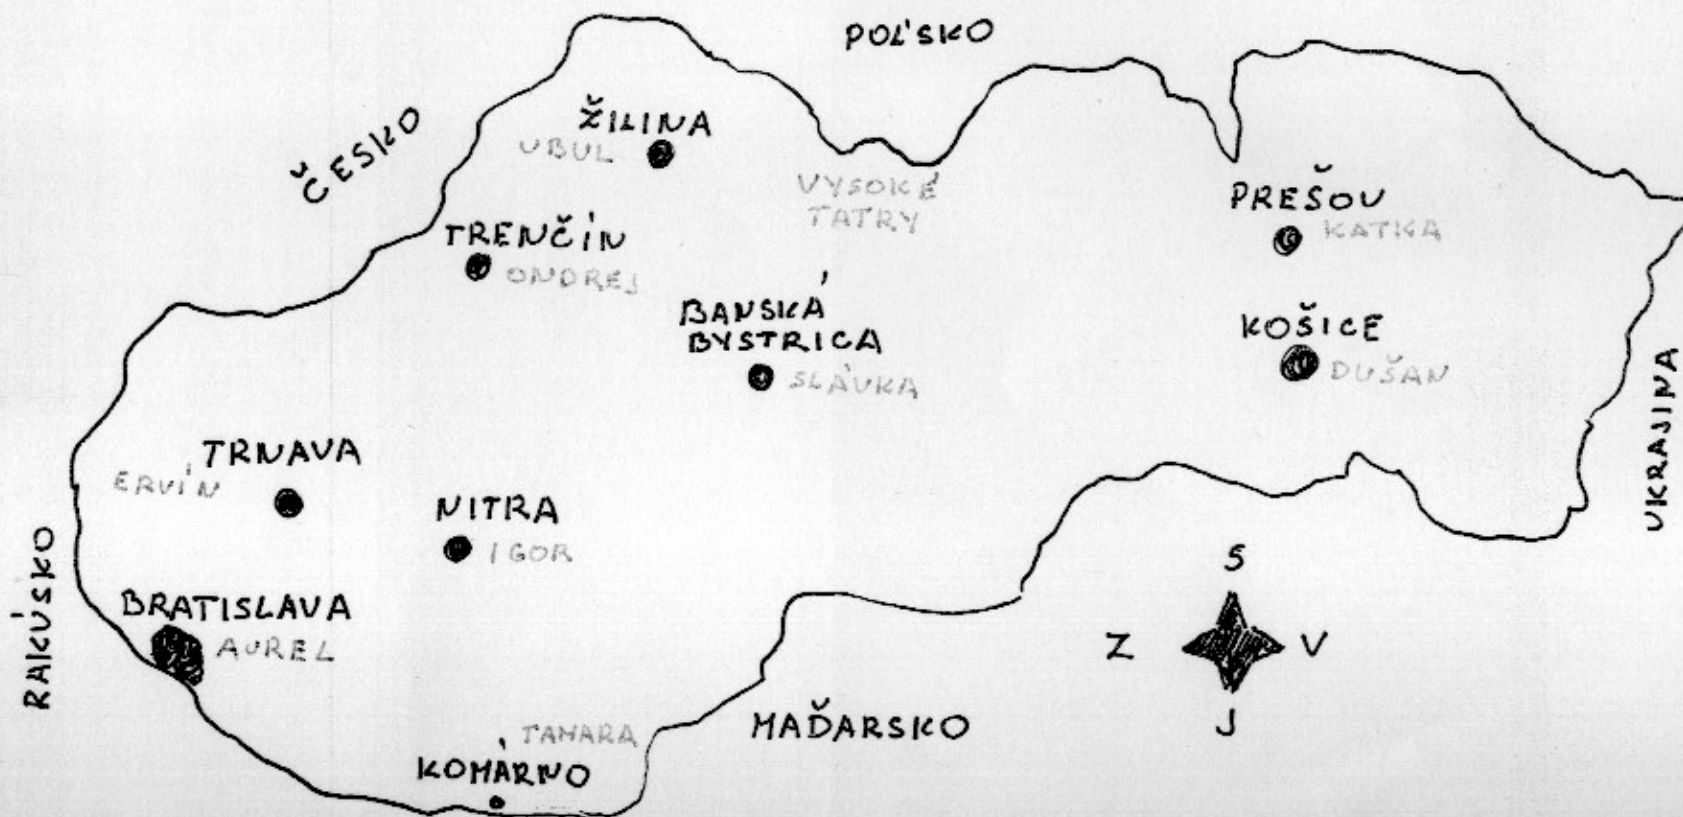 POĽSKO
ČESKO
ŽILINA
UBUL
VYSOKÉ
TATRY
PREŠOV
KATKA
TRENČÍN
ONDREJ
BANSKÁ
BYSTRICA
SLÁVKA
KOŠICE
DUŠAN
UKRAJINA
TRNAVA
ERVÍN
NITRA
IGOR
RAKÚSKO
BRATISLAVA
AUREL
S
Z V
J
MAĎARSKO
TAMARA
KOMÁRNO